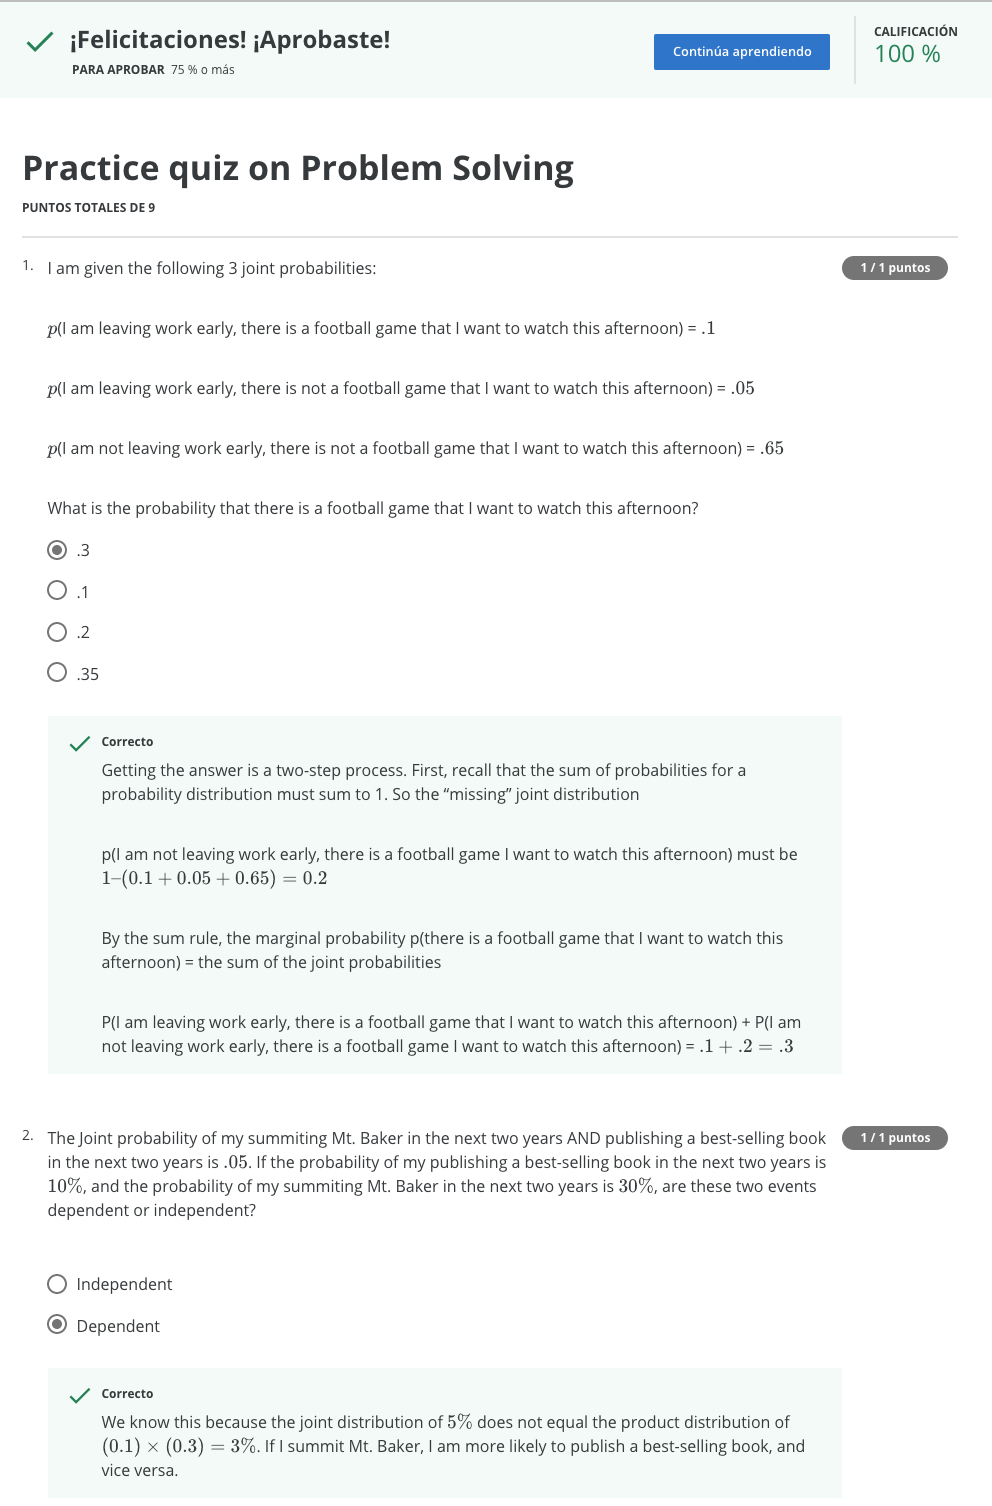 ¡Felicitaciones! ¡Aprobaste!
PARA APROBAR 75 % o más
Continúa aprendiendo
CALIFICACIÓN
100 %
Practice quiz on Problem Solving
PUNTOS TOTALES DE 9
1. I am given the following 3 joint probabilities:
1 / 1 puntos
p(I am leaving work early, there is a football game that I want to watch this afternoon) = .1
p(I am leaving work early, there is not a football game that I want to watch this afternoon) = .05
p(I am not leaving work early, there is not a football game that I want to watch this afternoon) = .65
What is the probability that there is a football game that I want to watch this afternoon?
.3
.1
.2
.35
Correcto
Getting the answer is a two-step process. First, recall that the sum of probabilities for a
probability distribution must sum to 1. So the “missing” joint distribution
p(I am not leaving work early, there is a football game I want to watch this afternoon) must be
1–(0.1 + 0.05 + 0.65) = 0.2
By the sum rule, the marginal probability p(there is a football game that I want to watch this
afternoon) = the sum of the joint probabilities
P(I am leaving work early, there is a football game that I want to watch this afternoon) + P(I am
not leaving work early, there is a football game I want to watch this afternoon) = .1 + .2 = .3
2. The Joint probability of my summiting Mt. Baker in the next two years AND publishing a best-selling book
1 / 1 puntos
in the next two years is .05. If the probability of my publishing a best-selling book in the next two years is
10%, and the probability of my summiting Mt. Baker in the next two years is 30%, are these two events
dependent or independent?
Independent
Dependent
Correcto
We know this because the joint distribution of 5% does not equal the product distribution of
(0.1) × (0.3) = 3%. If I summit Mt. Baker, I am more likely to publish a best-selling book, and
vice versa.